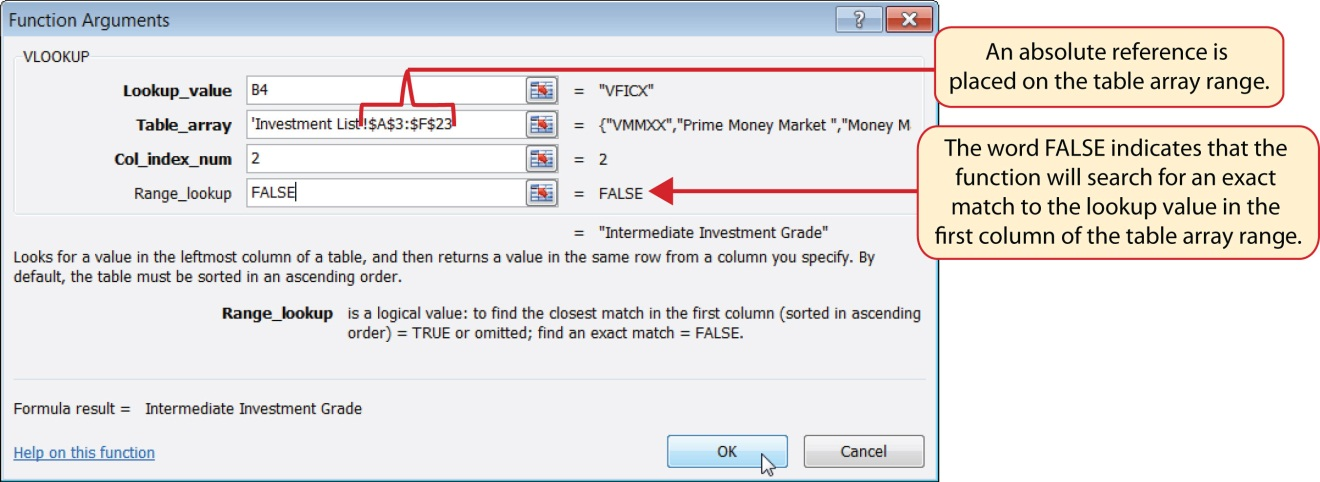 Function Arguments
An absolute reference is
placed on the table array range.
VLOOKUP
Lookup_value B4 = "VFICX"
Table_array 'Investment List'!$A$3:$F$23 = {"VMMXX","Prime Money Market ","Money M
Col_index_num 2 = 2
Range_lookup FALSE = FALSE
The word FALSE indicates that the
function will search for an exact
match to the lookup value in the
first column of the table array range.
= "Intermediate Investment Grade"
Looks for a value in the leftmost column of a table, and then returns a value in the same row from a column you specify. By
default, the table must be sorted in an ascending order.
Range_lookup is a logical value: to find the closest match in the first column (sorted in ascending
order) = TRUE or omitted; find an exact match = FALSE.
Formula result = Intermediate Investment Grade
Help on this function
OK
Cancel